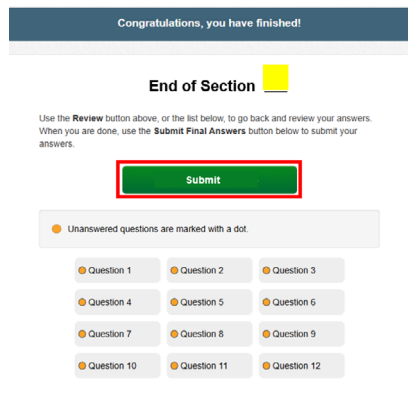 Congratulations, you have finished!
End of Section
Use the Review button above, or the list below, to go back and review your answers.
When you are done, use the Submit Final Answers button below to submit your
answers.
Submit
Unanswered questions are marked with a dot.
Question 1 Question 2 Question 3
Question 4 Question 5 Question 6
Question 7 Question 8 Question 9
Question 10 Question 11 Question 12